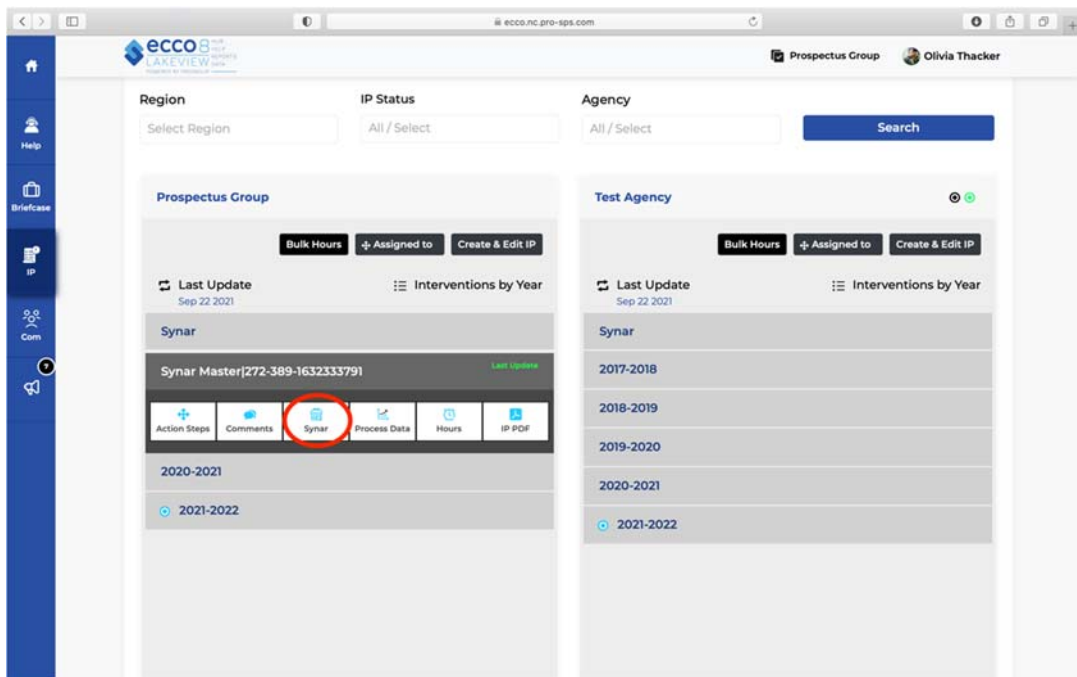 ecco.nc.pro-sps.com
ecco 8
LAKEVIEW
Prospectus Group
Olivia Thacker
Help
Briefcase
IP
Com
?
Region
IP Status
Agency
Select Region
All / Select
All / Select
Search
Prospectus Group
Bulk Hours
Assigned to
Create & Edit IP
Last Update
Interventions by Year
Sep 22 2021
Synar
Synar Master|272-389-1632333791
Last Update
Action Steps
Comments
Synar
Process Data
Hours
IP PDF
2020-2021
2021-2022
Test Agency
Bulk Hours
Assigned to
Create & Edit IP
Last Update
Interventions by Year
Sep 22 2021
Synar
2017-2018
2018-2019
2019-2020
2020-2021
2021-2022